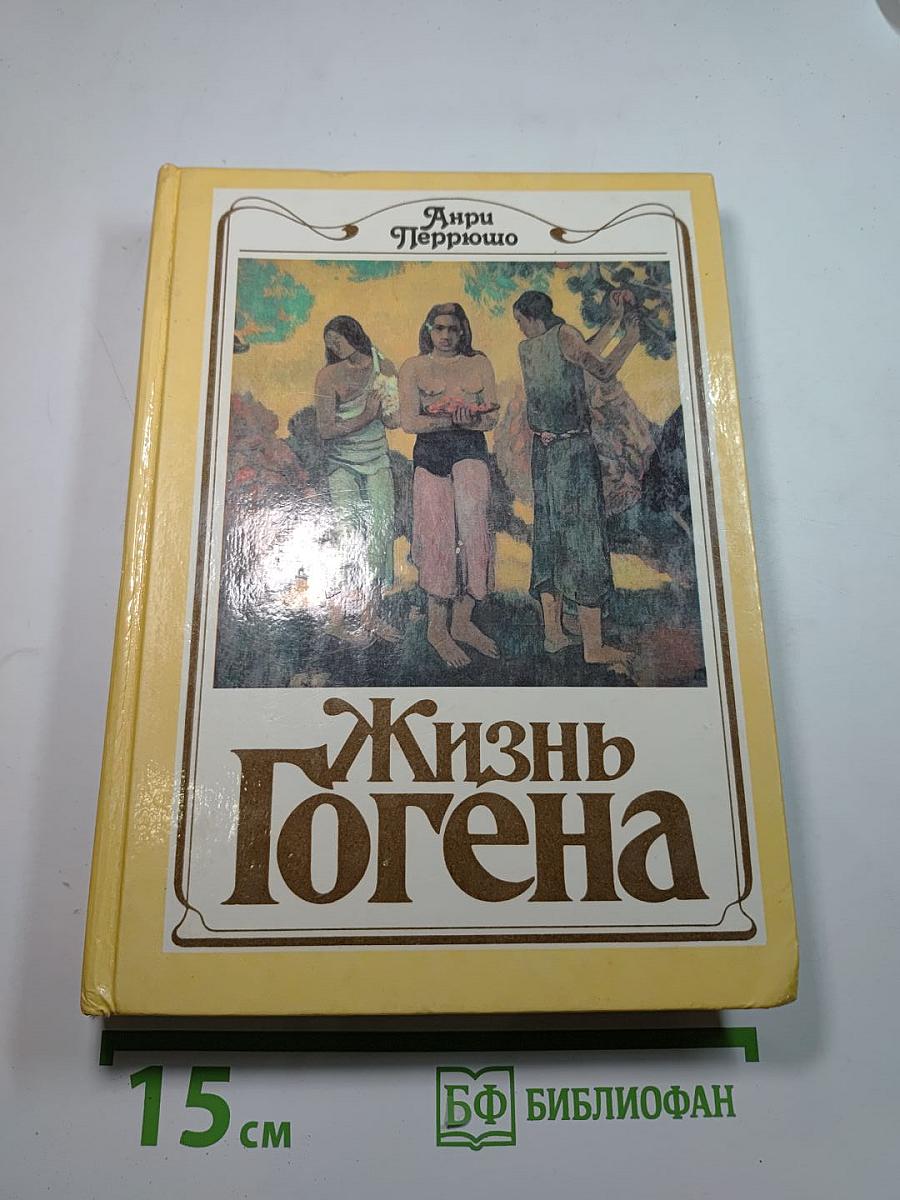 Анри
Перрюшо
Жизнь
Гогена
15 см
БФ БИБЛИОФАН